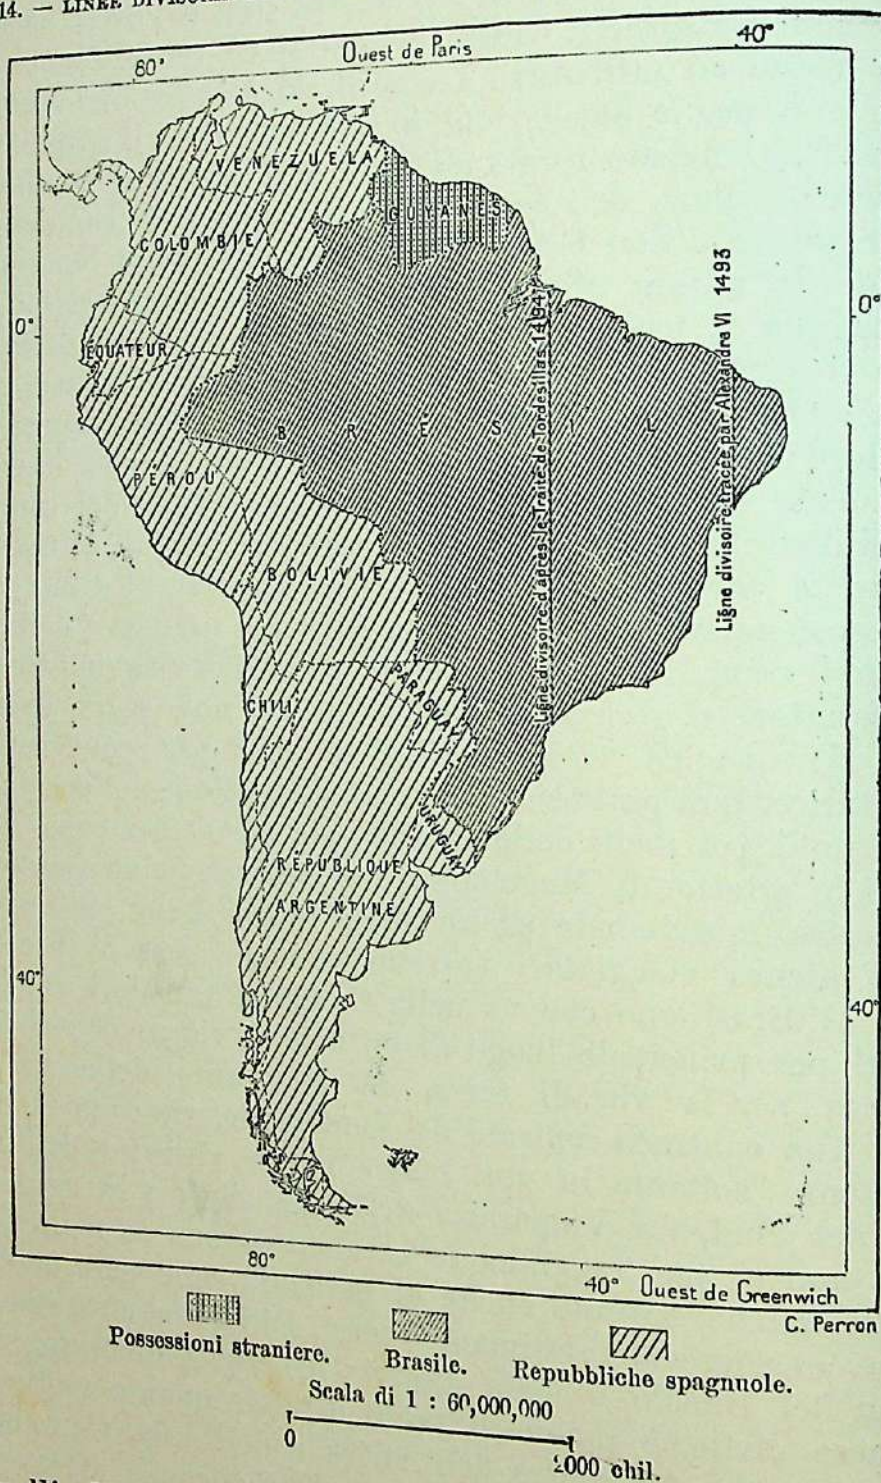 14. — LINEE
Ouest de Paris
80°
40°
VENEZUELA
GUYANES
COLOMBIE
0°
0°
ÉQUATEUR
BRÉSIL
Ligne divisoire d'après le Traité de Tordesillas 1494
Ligne divisoire tracée par Alexandre VI 1493
PÉROU
BOLIVIE
PARAGUAY
CHILI
URUGUAY
RÉPUBLIQUE
ARGENTINE
40°
40°
80°
40° Ouest de Greenwich
C. Perron
Possessioni straniere.
Brasile.
Repubbliche spagnuole.
Scala di 1 : 60,000,000
0
2000 chil.